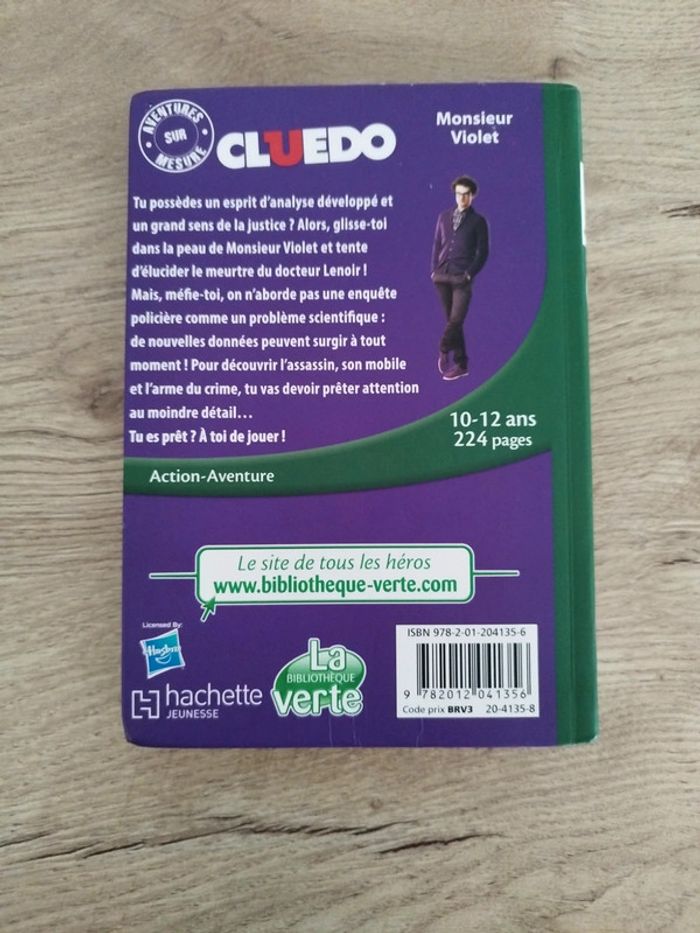 AVENTURES
SUR
MESURE
CLUEDO
Monsieur
Violet
Tu possèdes un esprit d'analyse développé et
un grand sens de la justice ? Alors, glisse-toi
dans la peau de Monsieur Violet et tente
d'élucider le meurtre du docteur Lenoir !
Mais, méfie-toi, on n'aborde pas une enquête
policière comme un problème scientifique :
de nouvelles données peuvent surgir à tout
moment ! Pour découvrir l'assassin, son mobile
et l'arme du crime, tu vas devoir prêter attention
au moindre détail...
Tu es prêt ? À toi de jouer !
10-12 ans
224 pages
Action-Aventure
Le site de tous les héros
www.bibliotheque-verte.com
Licensed By:
Hasbro
hachette
JEUNESSE
La
BIBLIOTHÈQUE
verte
ISBN 978-2-01-204135-6
9 782012 041356
Code prix BRV3 20-4135-8